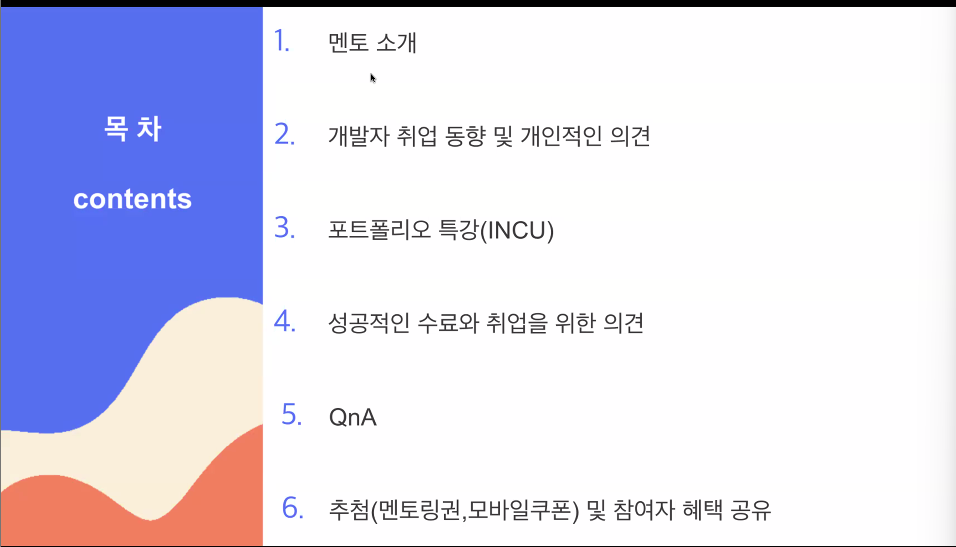 목 차
contents
1. 멘토 소개
2. 개발자 취업 동향 및 개인적인 의견
3. 포트폴리오 특강(INCU)
4. 성공적인 수료와 취업을 위한 의견
5. QnA
6. 추첨(멘토링권,모바일쿠폰) 및 참여자 혜택 공유